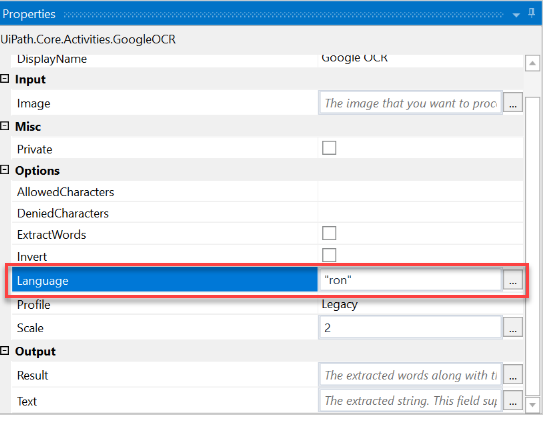 Properties
UiPath.Core.Activities.GoogleOCR
DisplayName Google OCR
Input
Image The image that you want to proc
...
Misc
Private
Options
AllowedCharacters
DeniedCharacters
ExtractWords
Invert
Language "ron" ...
Profile Legacy
Scale 2 ...
Output
Result The extracted words along with th ...
Text The extracted string. This field sup ...